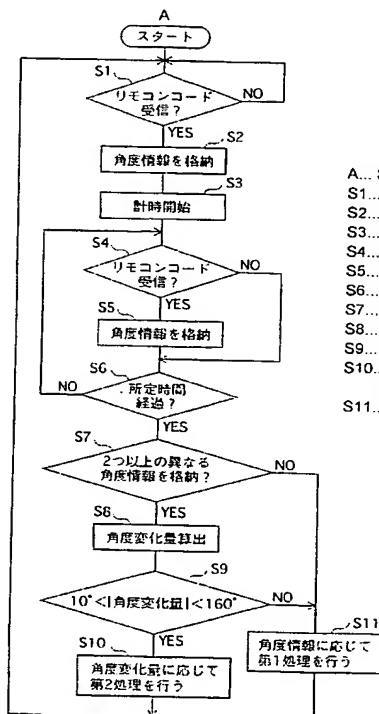 A
スタート
S1
リモコンコード
受信？
NO
YES
S2
角度情報を格納
S3
計時開始
S4
リモコンコード
受信？
NO
YES
S5
角度情報を格納
S6
所定時間
経過？
NO
YES
S7
2つ以上の異なる
角度情報を格納？
NO
YES
S8
角度変化量算出
S9
10°<|角度変化量|<160°
NO
YES
S10
角度変化量に応じて
第2処理を行う
S11
角度情報に応じて
第1処理を行う
A...
S1...
S2...
S3...
S4...
S5...
S6...
S7...
S8...
S9...
S10...
S11...